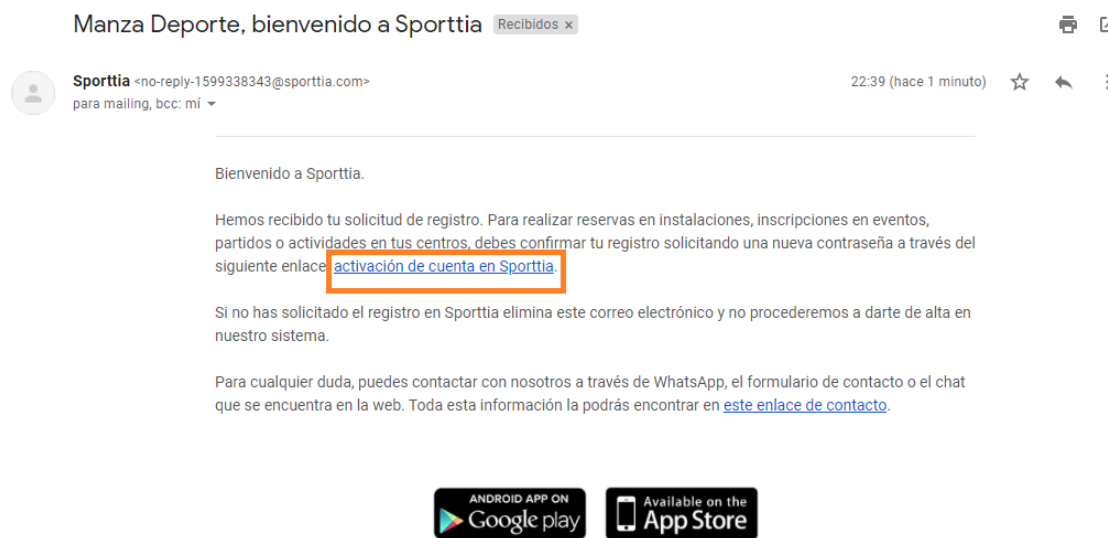 Manza Deporte, bienvenido a Sporttia Recibidos x
Sporttia <no-reply-1599338343@sporttia.com> 22:39 (hace 1 minuto)
para mailing, bcc: mí
Bienvenido a Sporttia.
Hemos recibido tu solicitud de registro. Para realizar reservas en instalaciones, inscripciones en eventos,
partidos o actividades en tus centros, debes confirmar tu registro solicitando una nueva contraseña a través del
siguiente enlace activación de cuenta en Sporttia.
Si no has solicitado el registro en Sporttia elimina este correo electrónico y no procederemos a darte de alta en
nuestro sistema.
Para cualquier duda, puedes contactar con nosotros a través de WhatsApp, el formulario de contacto o el chat
que se encuentra en la web. Toda esta información la podrás encontrar en este enlace de contacto.
ANDROID APP ON
Google play
Available on the
App Store